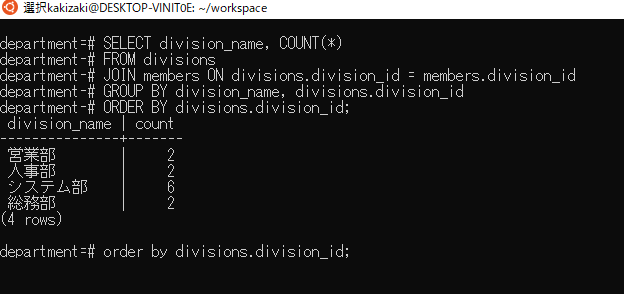 選択kakizaki@DESKTOP-VINIT0E: ~/workspace
department=# SELECT division_name, COUNT(*)
department-# FROM divisions
department-# JOIN members ON divisions.division_id = members.division_id
department-# GROUP BY division_name, divisions.division_id
department-# ORDER BY divisions.division_id;
 division_name | count
---------------+-------
 営業部        |     2
 人事部        |     2
 システム部    |     6
 総務部        |     2
(4 rows)
department=# order by divisions.division_id;